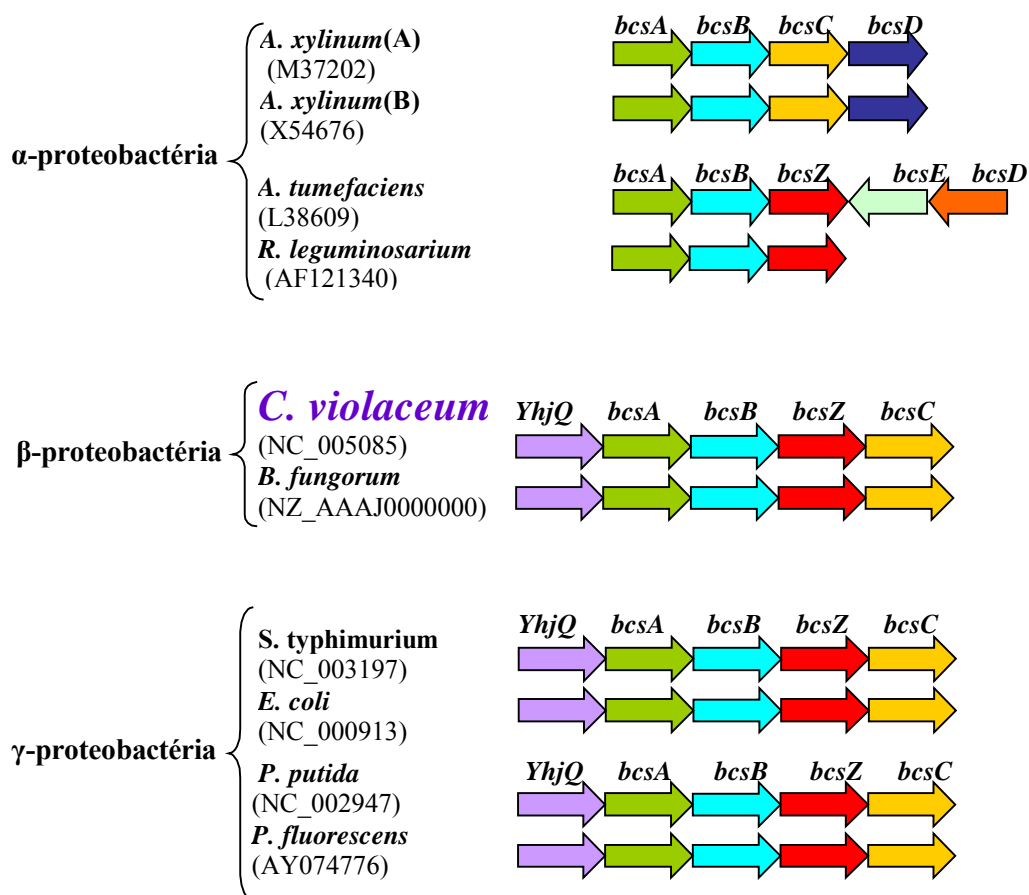 bcsA bcsB bcsC bcsD
A. xylinum(A)
(M37202)
A. xylinum(B)
(X54676)
α-proteobactéria
bcsA bcsB bcsZ bcsE bcsD
A. tumefaciens
(L38609)
R. leguminosarium
(AF121340)
C. violaceum
YhjQ bcsA bcsB bcsZ bcsC
(NC_005085)
β-proteobactéria
B. fungorum
(NZ_AAAJ0000000)
YhjQ bcsA bcsB bcsZ bcsC
S. typhimurium
(NC_003197)
E. coli
(NC_000913)
γ-proteobactéria
YhjQ bcsA bcsB bcsZ bcsC
P. putida
(NC_002947)
P. fluorescens
(AY074776)